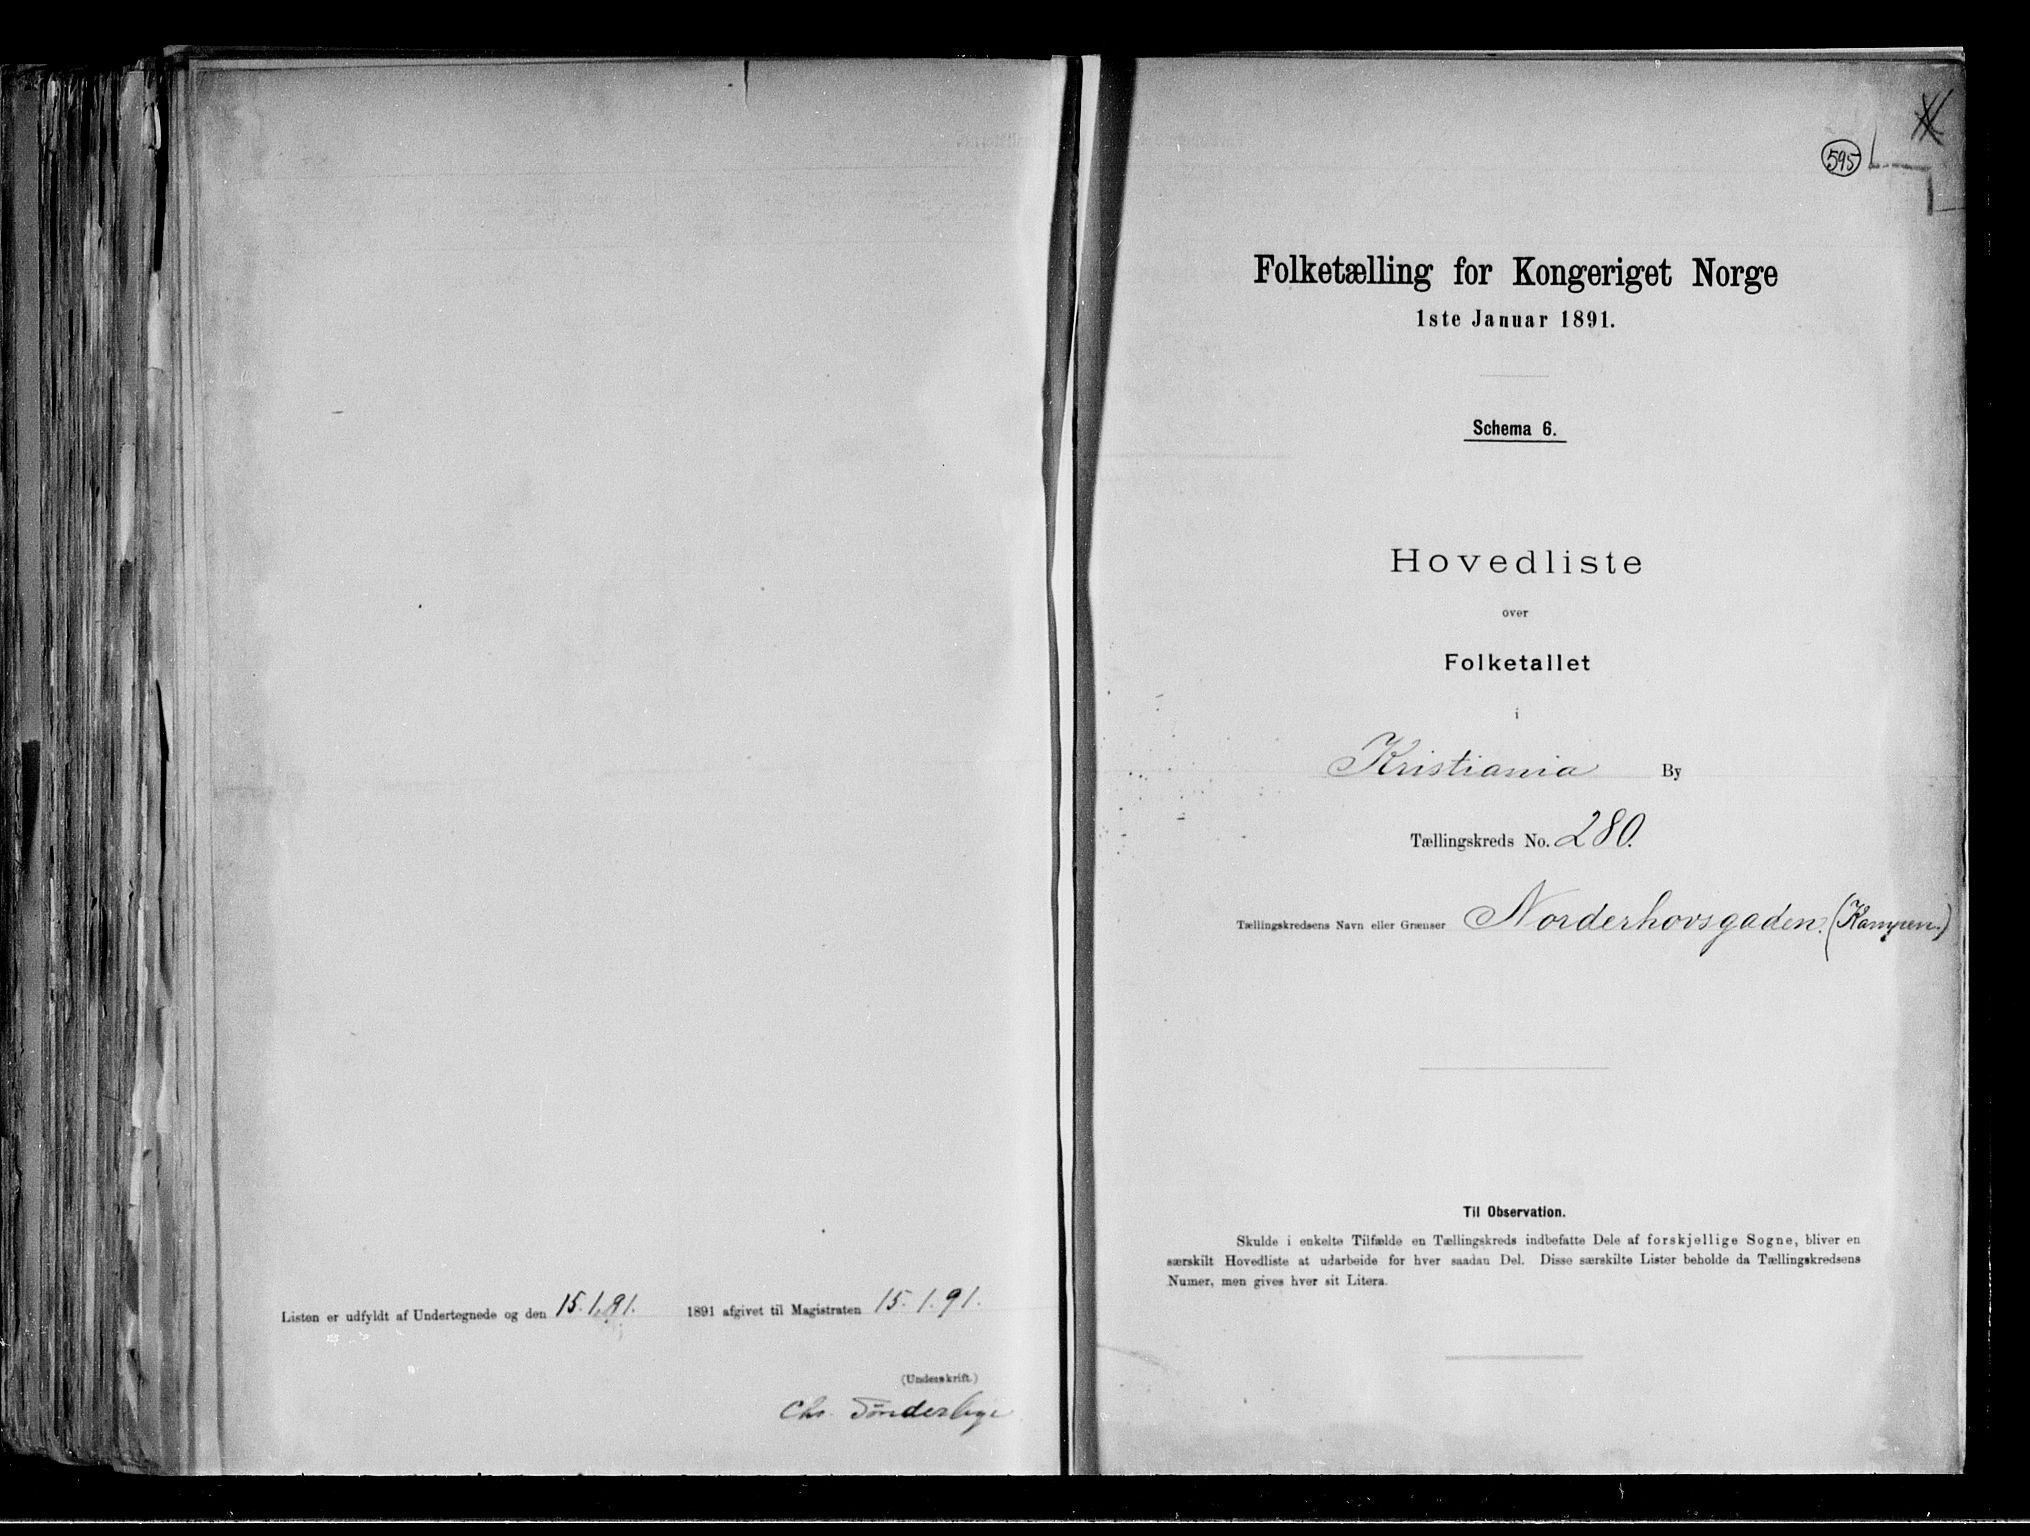 Listen er udfyldt af Undertegnede og den 15.1.91. 1891 afgivet til Magistraten 15.1.91.
(Underskrift.)
Chr. Tønder
595
Folketælling for Kongeriget Norge
1ste Januar 1891.
Schema 6.
Hovedliste
over
Folketallet
i
Kristiania By
Tællingskreds No. 280.
Tællingskredsens Navn eller Grænser Norderhovsgaden. (Kampen.)
Til Observation.
Skulde i enkelte Tilfælde en Tællingskreds indbefatte Dele af forskjellige Sogne, bliver en
særskilt Hovedliste at udarbeide for hver saadan Del. Disse særskilte Lister beholde da Tællingskredsens
Numer, men gives hver sit Litera.